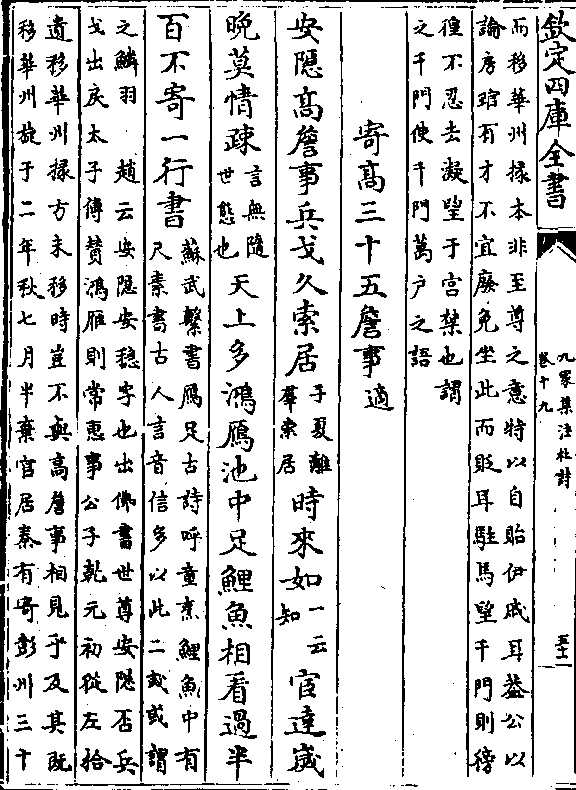 欽定四庫全書
九家集注杜詩
卷十九
而移華州掾本非至尊之意特以自貽伊戚耳蓋公以
論房琯有才不宜廢免坐此而貶耳駐馬望千門則徬
徨不忍去凝望于宫禁也謂
之千門使千門萬户之語
寄高三十五詹事適
安隱高詹事兵戈久索居子夏離羣索居時來如一云知宦達歲
晚莫情疎言無隨世態也天上多鴻鴈池中足鯉魚相看過半
百不寄一行書蘇武繫書鴈足古詩呼童烹鯉魚中有尺素書古人言音信多以此二或謂
之鱗羽 趙云安隱安穩字也出佛書世尊安隱否兵
戈出戾太子傳贊鴻雁則常惠事公子乾元初從左拾
遺移華州掾方未移時豈不與高詹事相見乎及其既
移華州旋于二年秋七月半棄官居秦有寄彭州三十